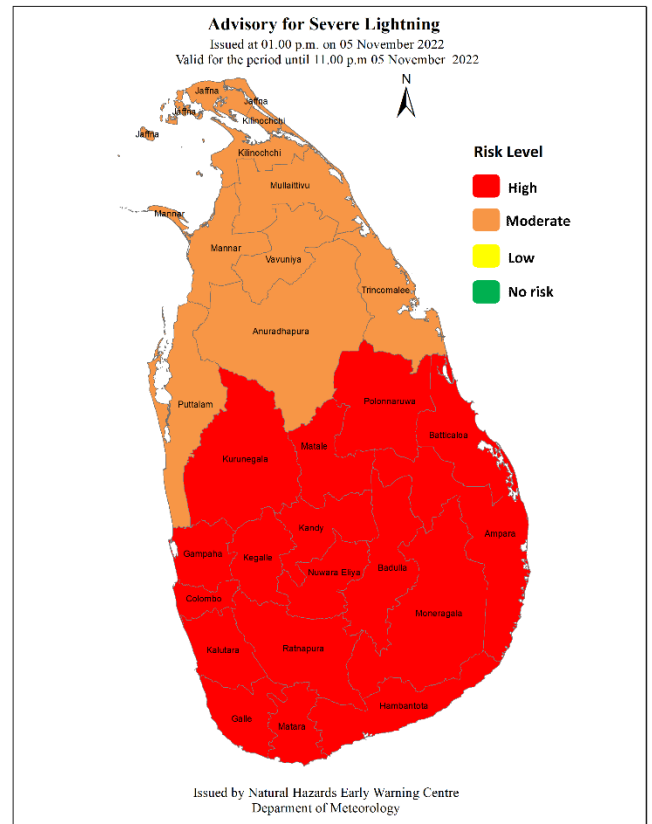 Advisory for Severe Lightning
Issued at 01.00 p.m. on 05 November 2022
Valid for the period until 11.00 p.m 05 November 2022
N
Jaffna
Jaffna
Jaffna
Kilinochchi
Jaffna
Kilinochchi
Mullaittivu
Mannar
Mannar
Vavuniya
Trincomalee
Anuradhapura
Puttalam
Polonnaruwa
Batticaloa
Matale
Kurunegala
Kandy
Ampara
Gampaha
Kegalle
Nuwara Eliya
Badulla
Colombo
Monaragala
Kalutara
Ratnapura
Hambantota
Galle
Matara
Risk Level
High
Moderate
Low
No risk
Issued by Natural Hazards Early Warning Centre
Deparment of Meteorology